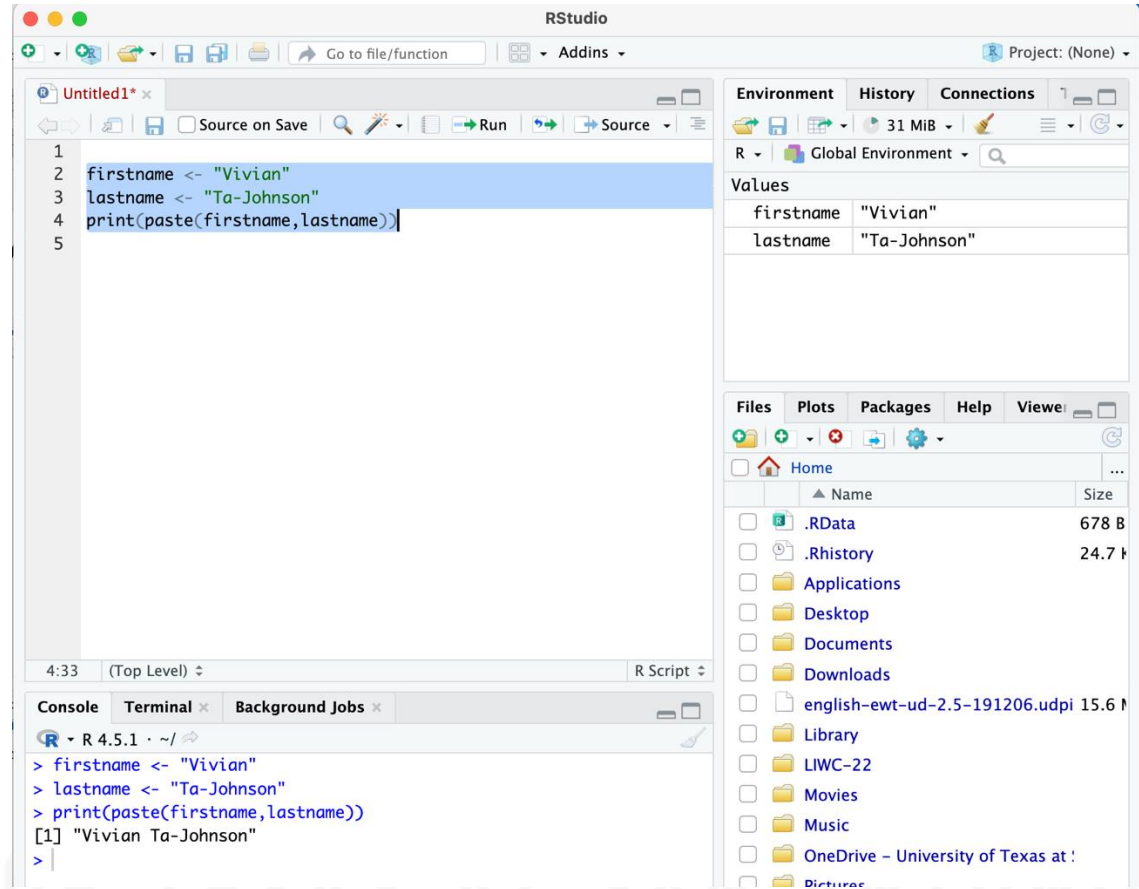 RStudio
Go to file/function
Addins
Project: (None)
Untitled1*
Source on Save
Run
Source
1
2 firstname <- "Vivian"
3 lastname <- "Ta-Johnson"
4 print(paste(firstname,lastname))
5
4:33 (Top Level) R Script
Console Terminal Background Jobs
R 4.5.1 · ~/
> firstname <- "Vivian"
> lastname <- "Ta-Johnson"
> print(paste(firstname,lastname))
[1] "Vivian Ta-Johnson"
>
Environment History Connections
31 MiB
R Global Environment
Values
firstname "Vivian"
lastname "Ta-Johnson"
Files Plots Packages Help Viewe
Home ...
Name Size
.RData 678 B
.Rhistory 24.7
Applications
Desktop
Documents
Downloads
english-ewt-ud-2.5-191206.udpi 15.6
Library
LIWC-22
Movies
Music
OneDrive – University of Texas at
Pictures